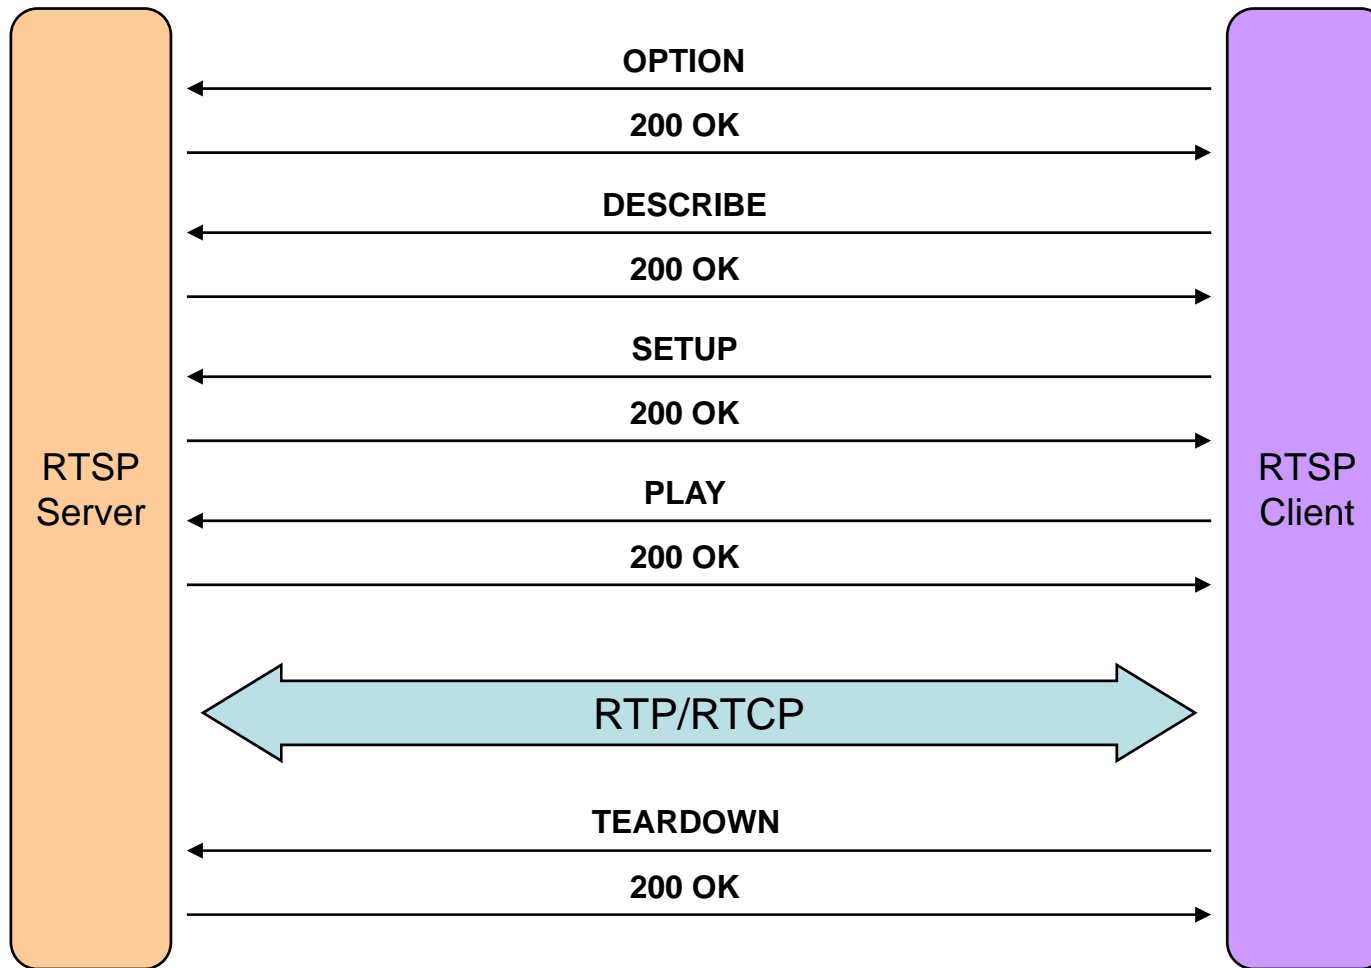 OPTION
200 OK
DESCRIBE
200 OK
SETUP
200 OK
RTSP
Server
RTSP
Client
PLAY
200 OK
RTP/RTCP
TEARDOWN
200 OK